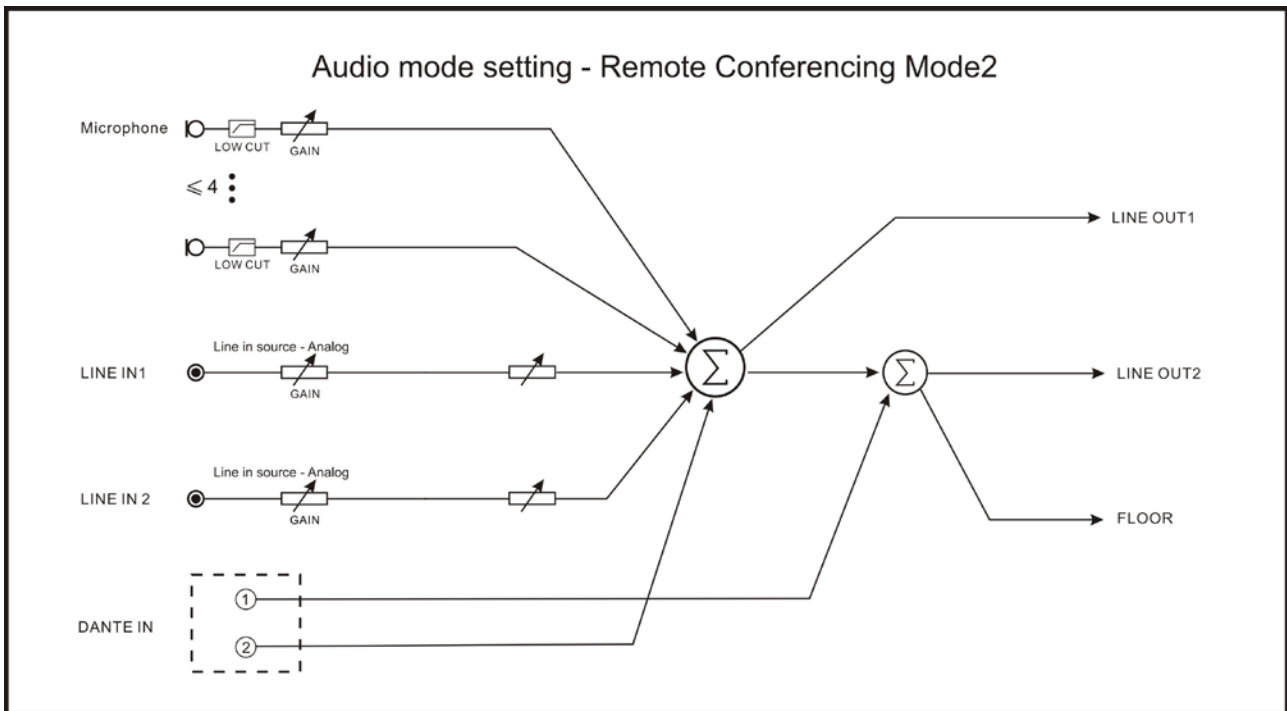 Audio mode setting - Remote Conferencing Mode2
Microphone
LOW CUT
GAIN
⩽ 4
LOW CUT
GAIN
LINE OUT1
Line in source - Analog
LINE IN1
GAIN
Σ
Σ
LINE OUT2
Line in source - Analog
LINE IN 2
GAIN
FLOOR
DANTE IN
1
2